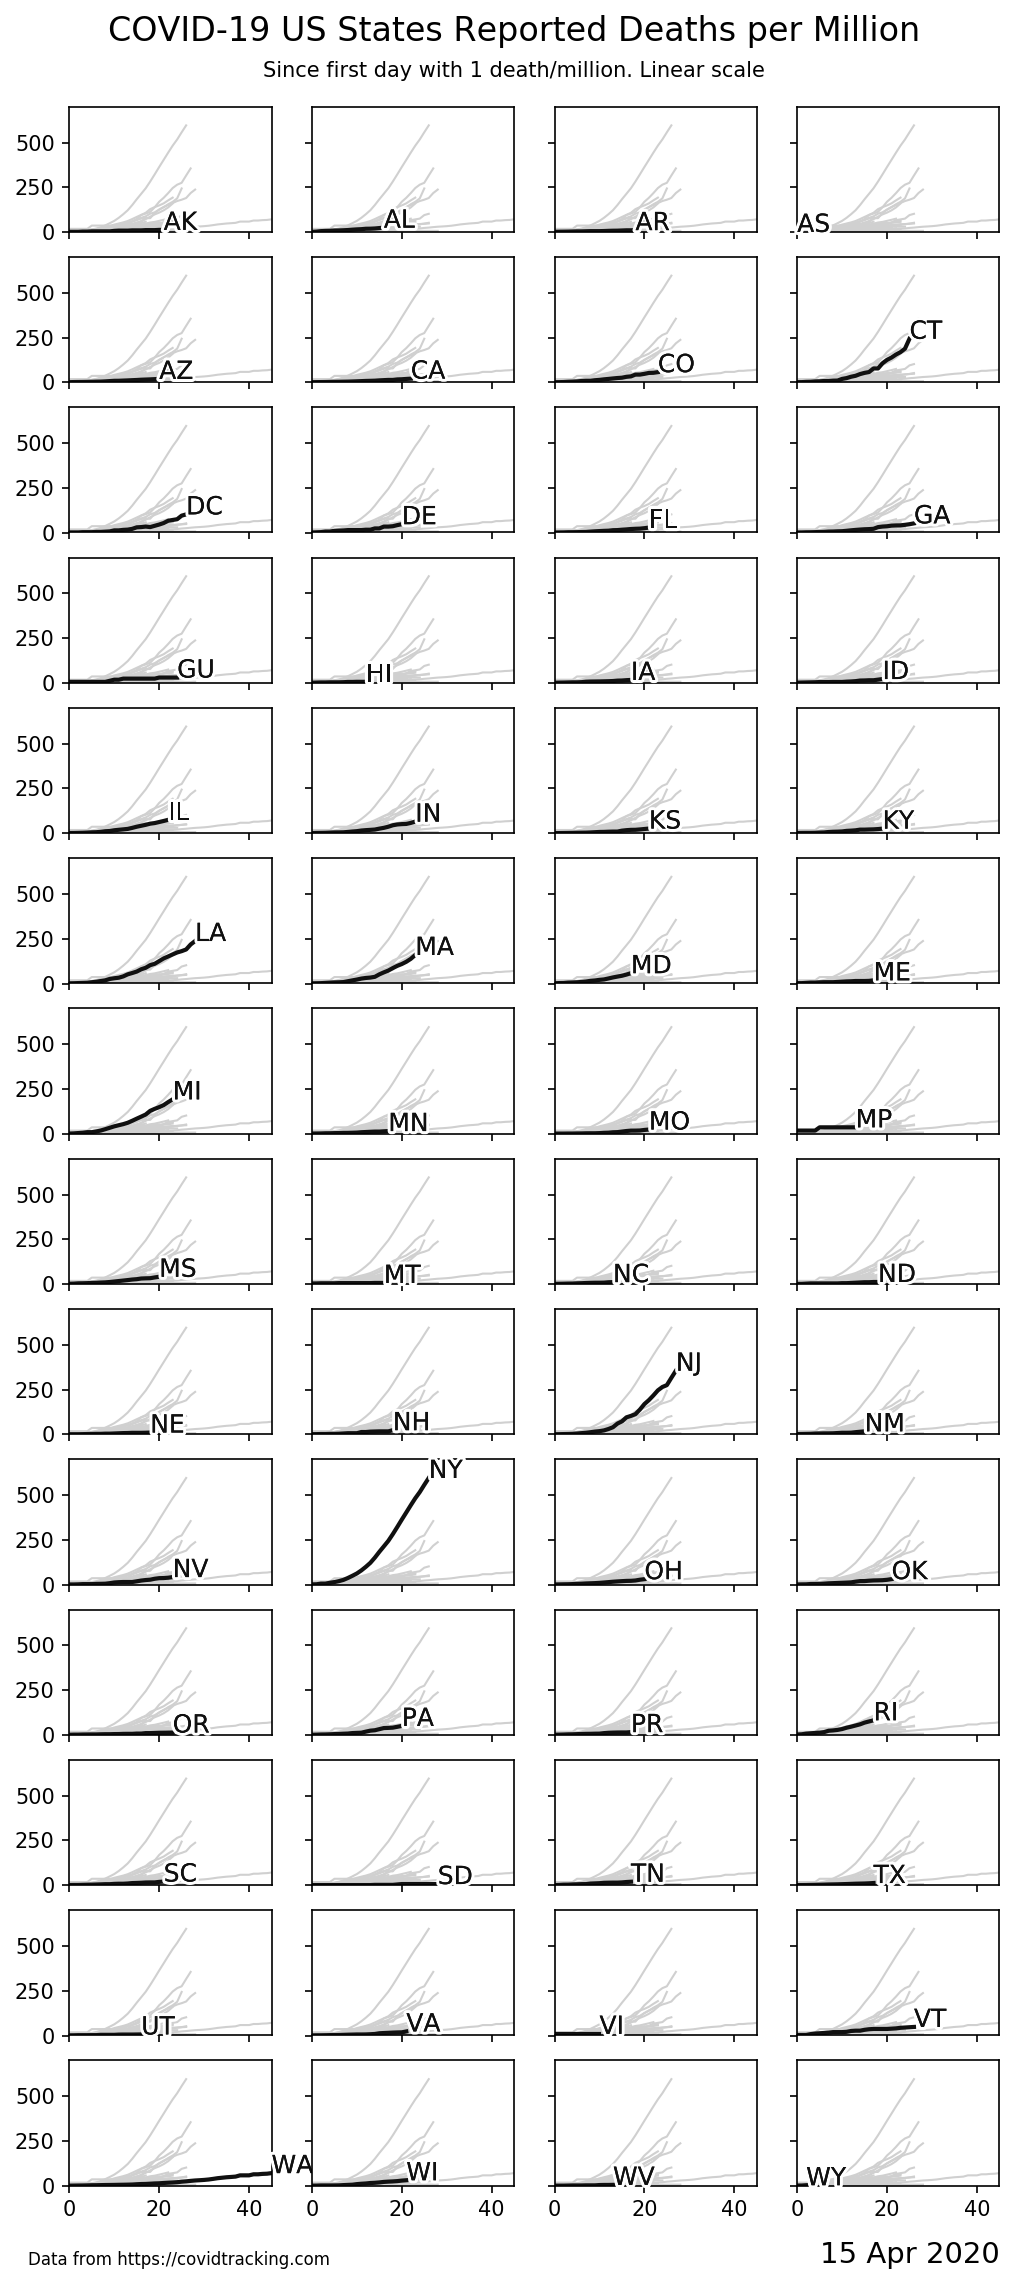 COVID-19 US States Reported Deaths per Million
Since first day with 1 death/million. Linear scale
500
250
0
AK
AL
AR
AS
500
250
0
AZ
CA
CO
CT
500
250
0
DC
DE
FL
GA
500
250
0
GU
HI
IA
ID
500
250
0
IL
IN
KS
KY
500
250
0
LA
MA
MD
ME
500
250
0
MI
MN
MO
MP
500
250
0
MS
MT
NC
ND
500
250
0
NE
NH
NJ
NM
500
250
0
NV
NY
OH
OK
500
250
0
OR
PA
PR
RI
500
250
0
SC
SD
TN
TX
500
250
0
UT
VA
VI
VT
500
250
0
WA
WI
WV
WY
0 20 40 0 20 40 0 20 40 0 20 40
Data from https://covidtracking.com
15 Apr 2020